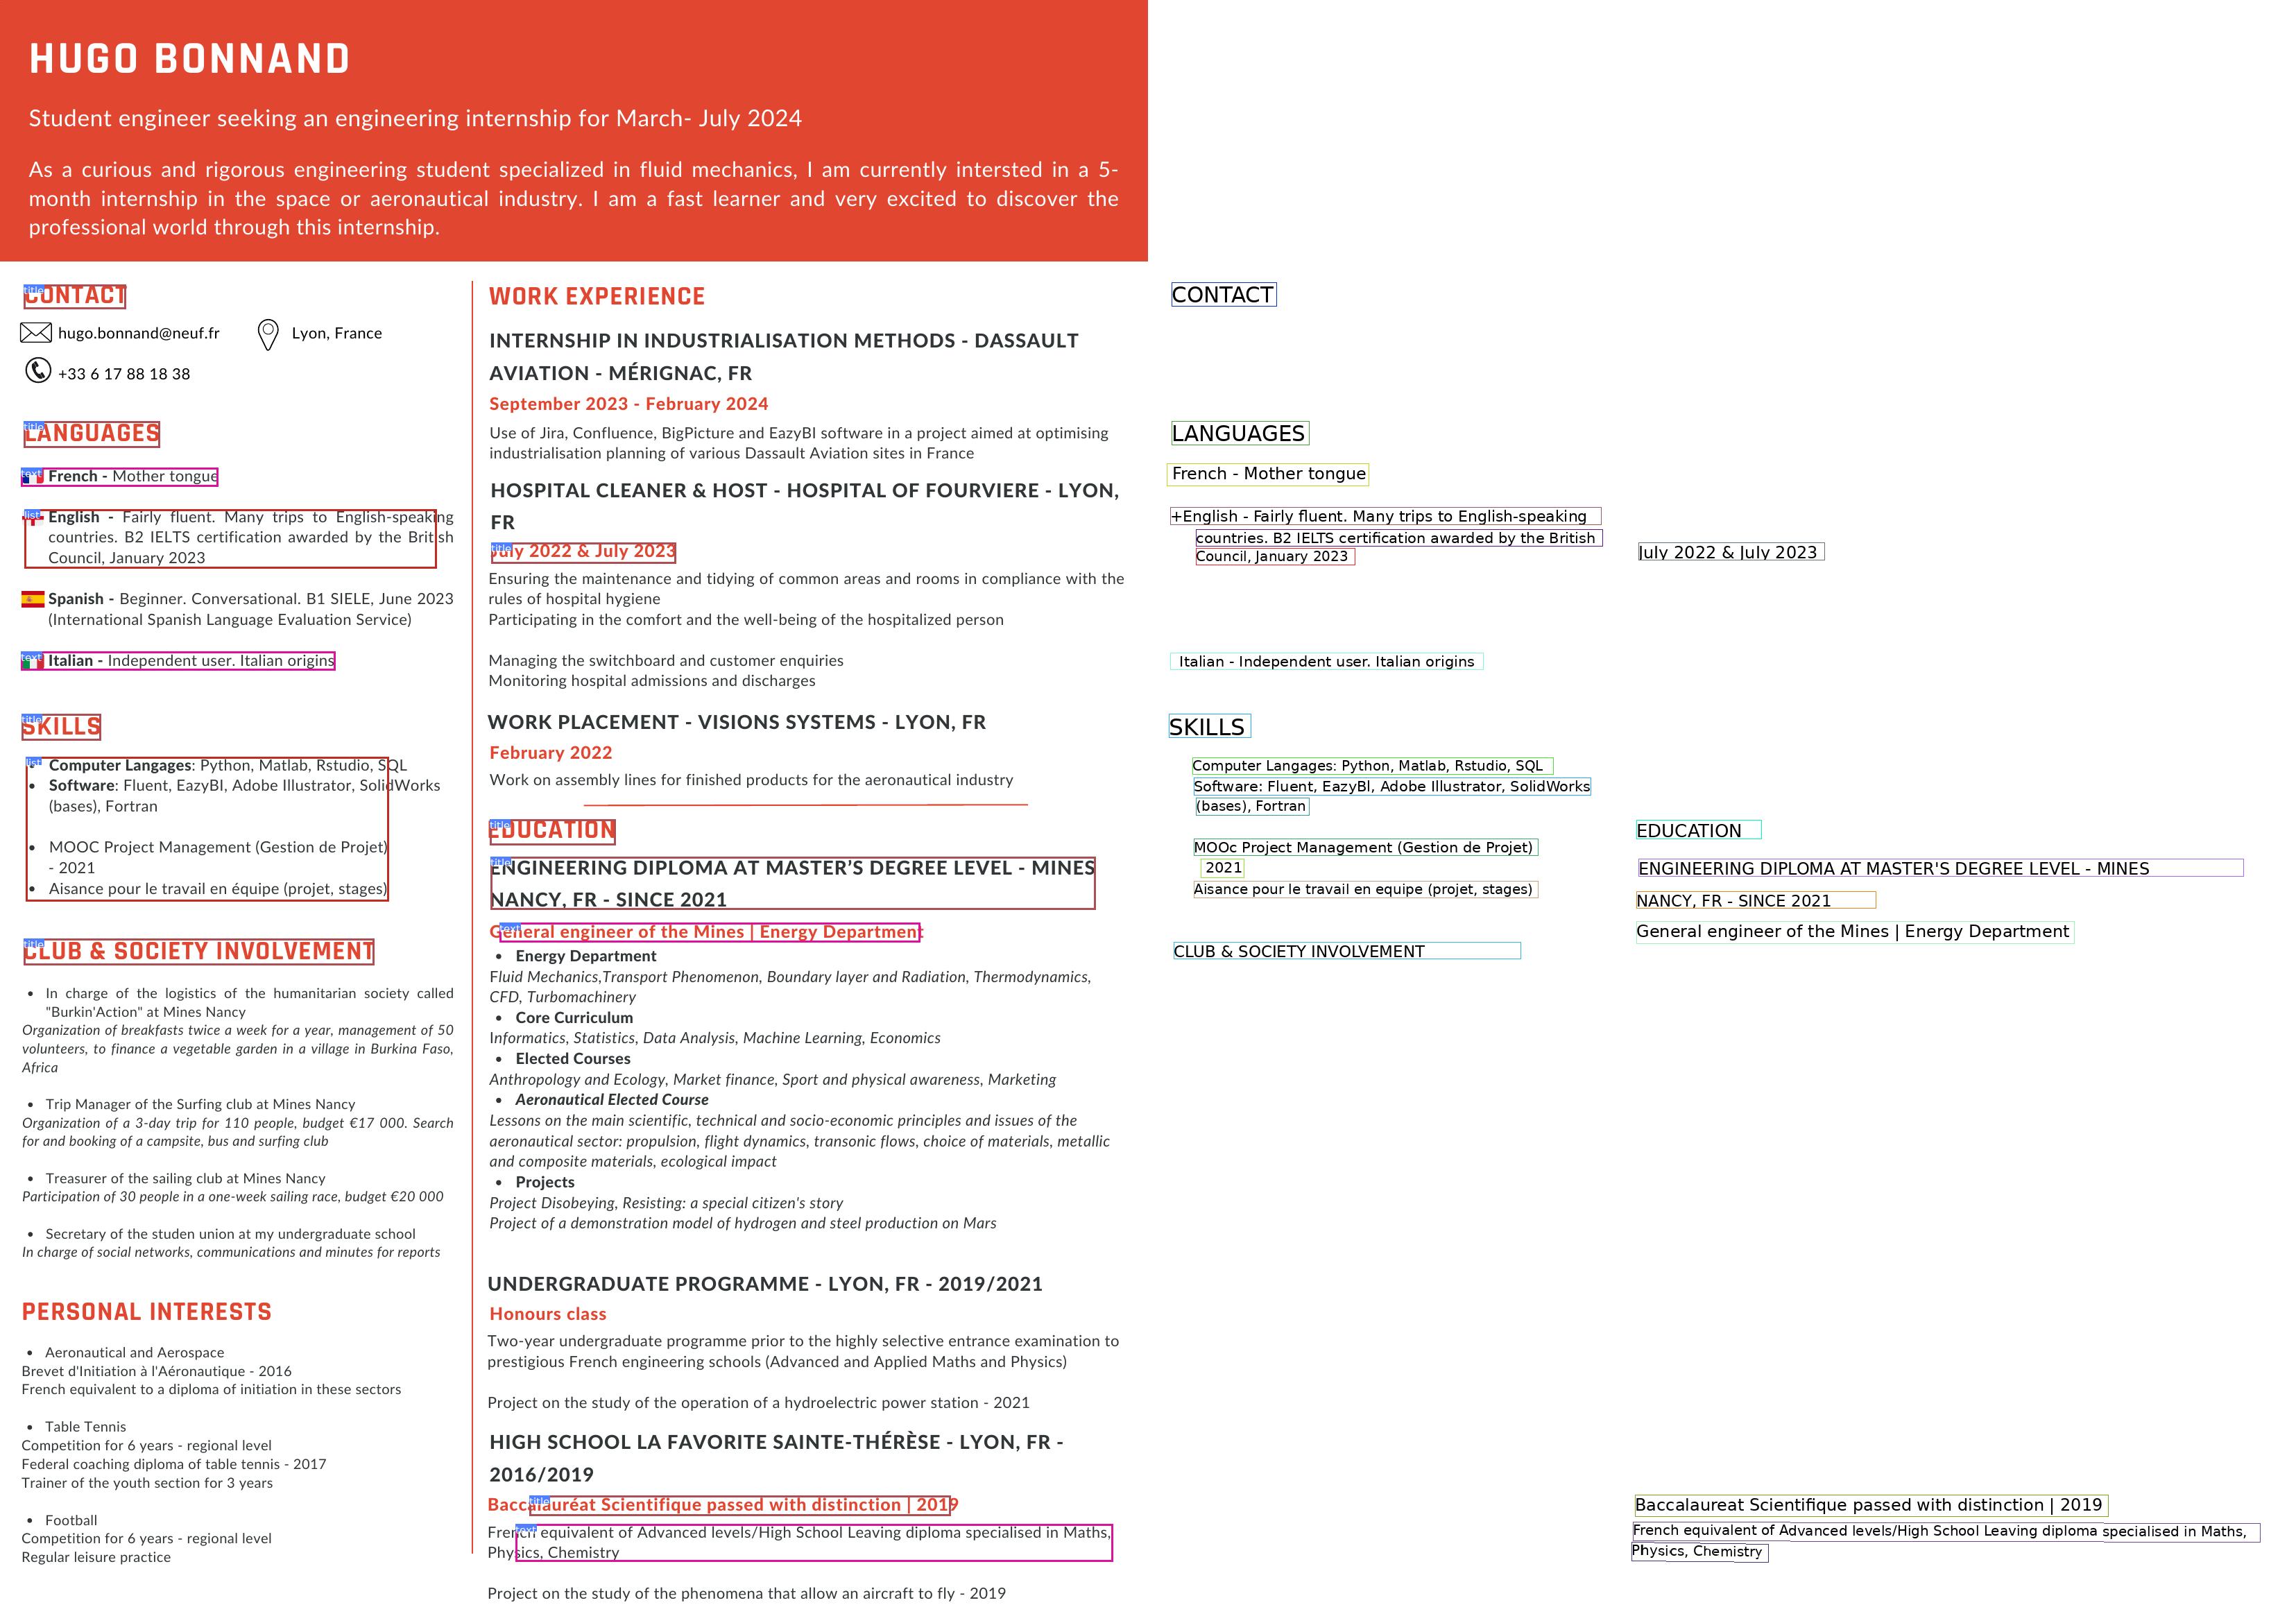 HUGO BONNAND
Student engineer seeking an engineering internship for March- July 2024
As a curious and rigorous engineering student specialized in fluid mechanics, I am currently intersted in a 5-
month internship in the space or aeronautical industry. I am a fast learner and very excited to discover the
professional world through this internship.
title
CONTACT
hugo.bonnand@neuf.fr
Lyon, France
+33 6 17 88 18 38
title
LANGUAGES
text
French - Mother tongue
list
English - Fairly fluent. Many trips to English-speaking
countries. B2 IELTS certification awarded by the British
Council, January 2023
Spanish - Beginner. Conversational. B1 SIELE, June 2023
(International Spanish Language Evaluation Service)
text
Italian - Independent user. Italian origins
title
SKILLS
list
• Computer Langages: Python, Matlab, Rstudio, SQL
• Software: Fluent, EazyBI, Adobe Illustrator, SolidWorks
(bases), Fortran
• MOOC Project Management (Gestion de Projet)
- 2021
• Aisance pour le travail en équipe (projet, stages)
title
CLUB & SOCIETY INVOLVEMENT
• In charge of the logistics of the humanitarian society called
"Burkin'Action" at Mines Nancy
Organization of breakfasts twice a week for a year, management of 50
volunteers, to finance a vegetable garden in a village in Burkina Faso,
Africa
• Trip Manager of the Surfing club at Mines Nancy
Organization of a 3-day trip for 110 people, budget €17 000. Search
for and booking of a campsite, bus and surfing club
• Treasurer of the sailing club at Mines Nancy
Participation of 30 people in a one-week sailing race, budget €20 000
• Secretary of the studen union at my undergraduate school
In charge of social networks, communications and minutes for reports
PERSONAL INTERESTS
• Aeronautical and Aerospace
Brevet d'Initiation à l'Aéronautique - 2016
French equivalent to a diploma of initiation in these sectors
• Table Tennis
Competition for 6 years - regional level
Federal coaching diploma of table tennis - 2017
Trainer of the youth section for 3 years
• Football
Competition for 6 years - regional level
Regular leisure practice
WORK EXPERIENCE
INTERNSHIP IN INDUSTRIALISATION METHODS - DASSAULT
AVIATION - MÉRIGNAC, FR
September 2023 - February 2024
Use of Jira, Confluence, BigPicture and EazyBI software in a project aimed at optimising
industrialisation planning of various Dassault Aviation sites in France
HOSPITAL CLEANER & HOST - HOSPITAL OF FOURVIERE - LYON,
FR
title
July 2022 & July 2023
Ensuring the maintenance and tidying of common areas and rooms in compliance with the
rules of hospital hygiene
Participating in the comfort and the well-being of the hospitalized person
Managing the switchboard and customer enquiries
Monitoring hospital admissions and discharges
WORK PLACEMENT - VISIONS SYSTEMS - LYON, FR
February 2022
Work on assembly lines for finished products for the aeronautical industry
title
EDUCATION
title
ENGINEERING DIPLOMA AT MASTER’S DEGREE LEVEL - MINES
NANCY, FR - SINCE 2021
text
General engineer of the Mines | Energy Department
• Energy Department
Fluid Mechanics,Transport Phenomenon, Boundary layer and Radiation, Thermodynamics,
CFD, Turbomachinery
• Core Curriculum
Informatics, Statistics, Data Analysis, Machine Learning, Economics
• Elected Courses
Anthropology and Ecology, Market finance, Sport and physical awareness, Marketing
• Aeronautical Elected Course
Lessons on the main scientific, technical and socio-economic principles and issues of the
aeronautical sector: propulsion, flight dynamics, transonic flows, choice of materials, metallic
and composite materials, ecological impact
• Projects
Project Disobeying, Resisting: a special citizen's story
Project of a demonstration model of hydrogen and steel production on Mars
UNDERGRADUATE PROGRAMME - LYON, FR - 2019/2021
Honours class
Two-year undergraduate programme prior to the highly selective entrance examination to
prestigious French engineering schools (Advanced and Applied Maths and Physics)
Project on the study of the operation of a hydroelectric power station - 2021
HIGH SCHOOL LA FAVORITE SAINTE-THÉRÈSE - LYON, FR -
2016/2019
title
Baccalauréat Scientifique passed with distinction | 2019
text
French equivalent of Advanced levels/High School Leaving diploma specialised in Maths,
Physics, Chemistry
Project on the study of the phenomena that allow an aircraft to fly - 2019
CONTACT
LANGUAGES
French - Mother tongue
+English - Fairly fluent. Many trips to English-speaking
countries. B2 IELTS certification awarded by the British
Council, January 2023
Italian - Independent user. Italian origins
SKILLS
Computer Langages: Python, Matlab, Rstudio, SQL
Software: Fluent, EazyBI, Adobe Illustrator, SolidWorks
(bases), Fortran
MOOc Project Management (Gestion de Projet)
2021
Aisance pour le travail en equipe (projet, stages)
CLUB & SOCIETY INVOLVEMENT
July 2022 & July 2023
EDUCATION
ENGINEERING DIPLOMA AT MASTER'S DEGREE LEVEL - MINES
NANCY, FR - SINCE 2021
General engineer of the Mines | Energy Department
Baccalaureat Scientifique passed with distinction | 2019
French equivalent of Advanced levels/High School Leaving diploma specialised in Maths,
Physics, Chemistry